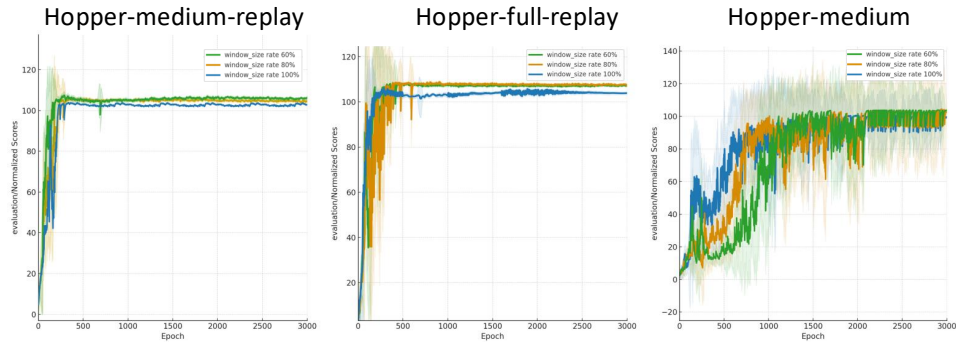 Hopper-medium-replay
evaluation/Normalized Scores
120
100
80
60
40
20
0
window_size rate 60%
window_size rate 80%
window_size rate 100%
0
500
1000
1500
2000
2500
3000
Epoch
Hopper-full-replay
evaluation/Normalized Scores
120
100
80
60
40
20
window_size rate 60%
window_size rate 80%
window_size rate 100%
0
500
1000
1500
2000
2500
3000
Epoch
Hopper-medium
evaluation/Normalized Scores
140
120
100
80
60
40
20
0
−20
window_size rate 60%
window_size rate 80%
window_size rate 100%
0
500
1000
1500
2000
2500
3000
Epoch